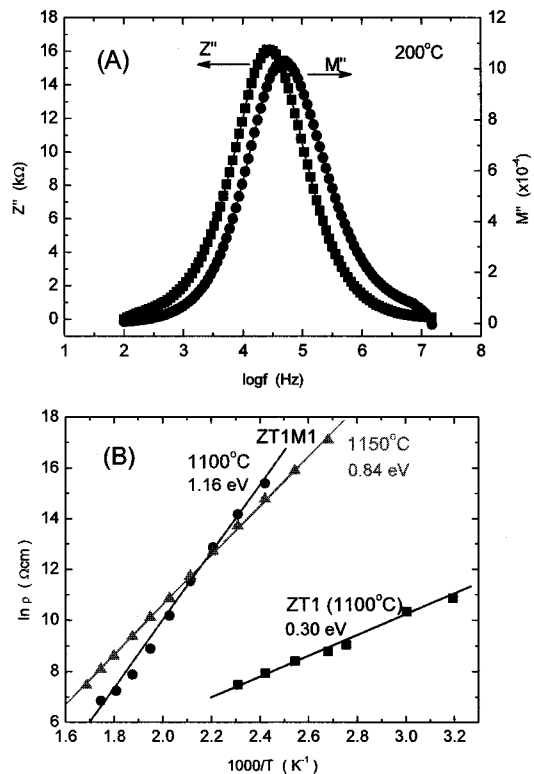 (A)
Z"
M"
200°C
18
16
14
12
10
8
6
4
2
0
Z" (kΩ)
12
10
8
6
4
2
0
M" (x10⁻⁴)
1 2 3 4 5 6 7 8
logf (Hz)
(B)
ZT1M1
1100°C
1.16 eV
1150°C
0.84 eV
ZT1 (1100°C)
0.30 eV
18
16
14
12
10
8
6
ln ρ (Ωcm)
1.6 1.8 2.0 2.2 2.4 2.6 2.8 3.0 3.2
1000/T (K⁻¹)